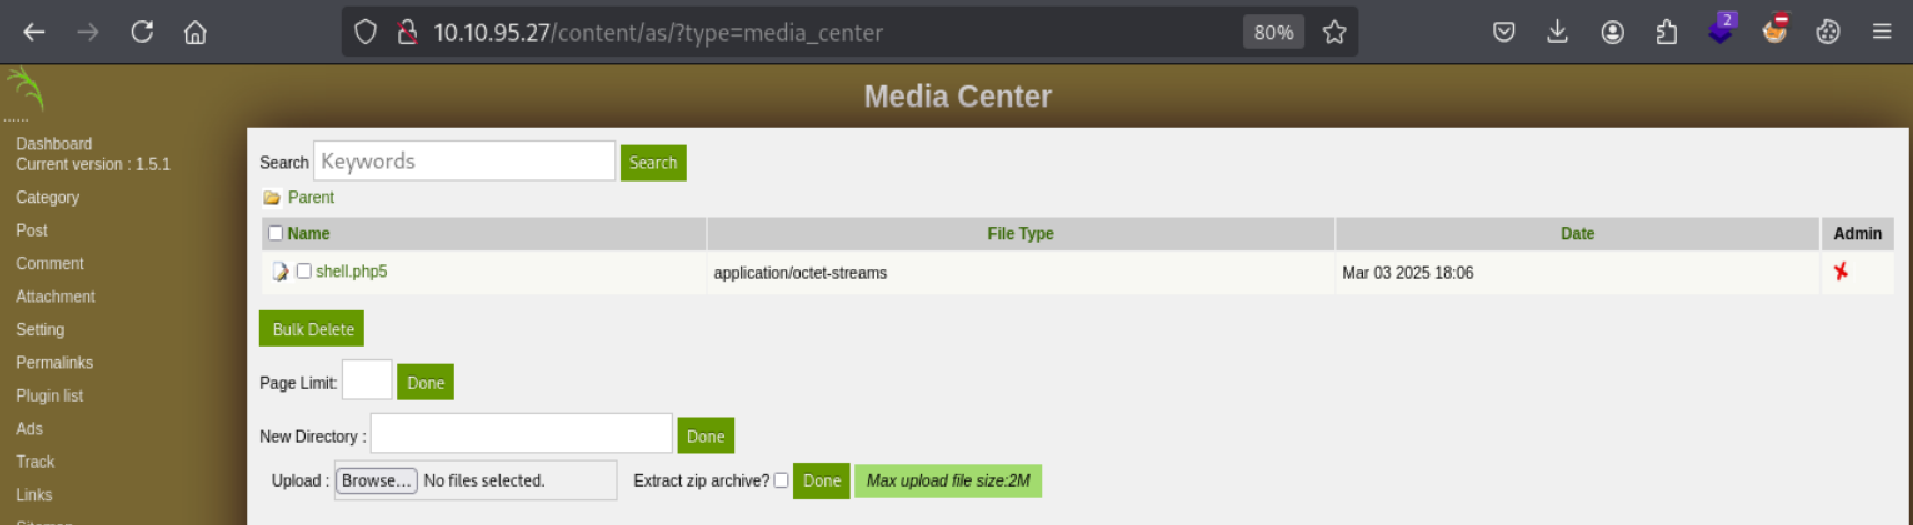 10.10.95.27/content/as/?type=media_center
80%
2
Media Center
......
Dashboard
Current version : 1.5.1
Category
Post
Comment
Attachment
Setting
Permalinks
Plugin list
Ads
Track
Links
Sitemap
Search Keywords Search
Parent
Name File Type Date Admin
shell.php5 application/octet-streams Mar 03 2025 18:06
Bulk Delete
Page Limit: Done
New Directory : Done
Upload : Browse... No files selected. Extract zip archive? Done Max upload file size:2M